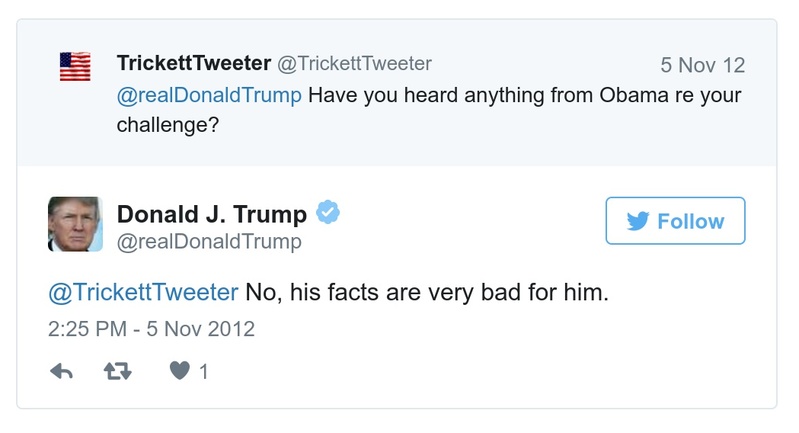 TrickettTweeter @TrickettTweeter 5 Nov 12
@realDonaldTrump Have you heard anything from Obama re your
challenge?
Donald J. Trump
@realDonaldTrump
Follow
@TrickettTweeter No, his facts are very bad for him.
2:25 PM - 5 Nov 2012
1